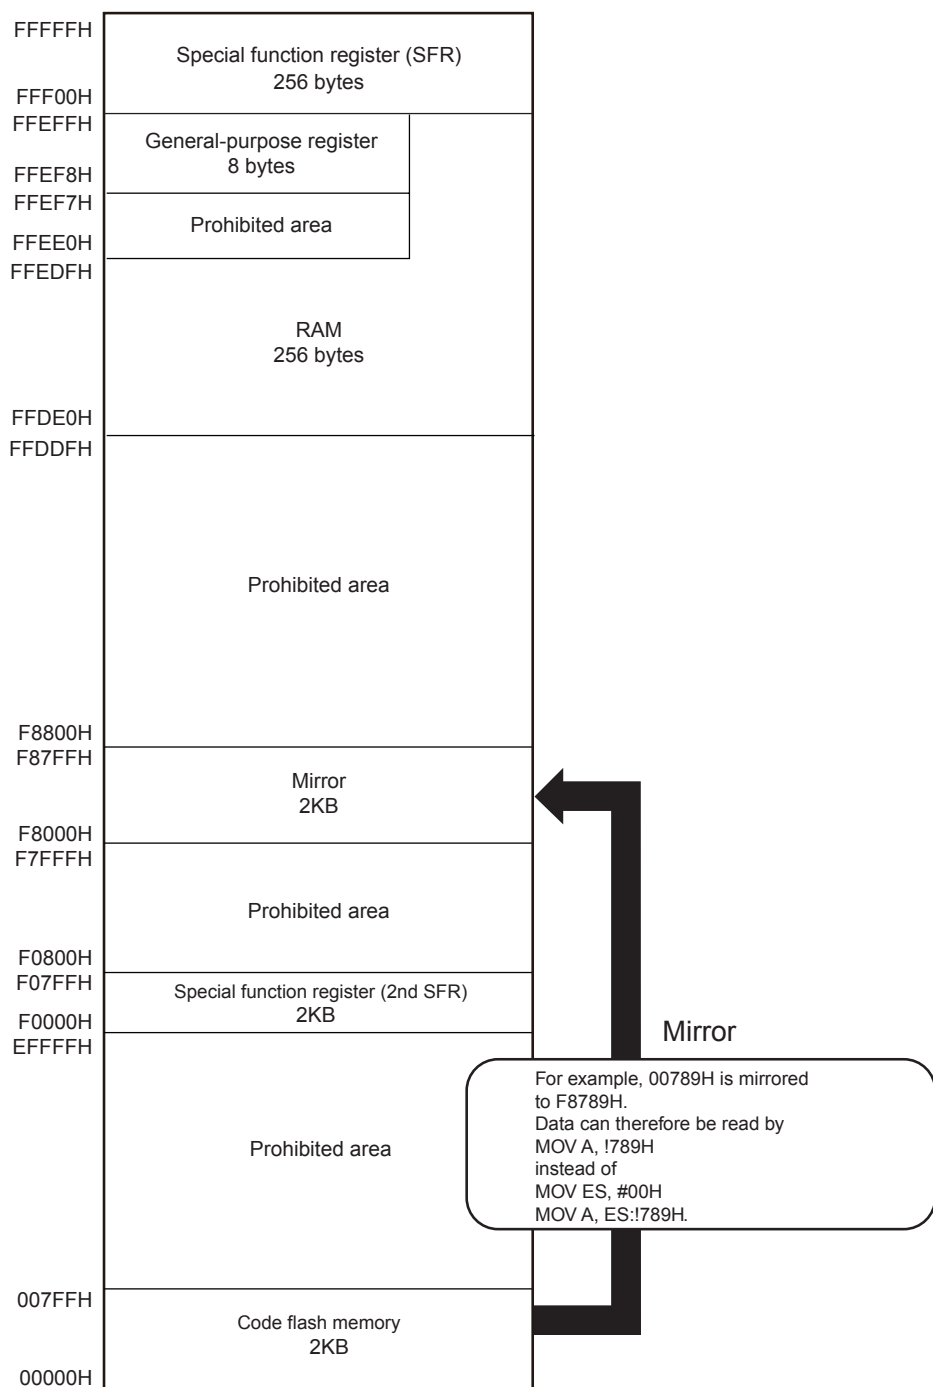 FFFFFH
Special function register (SFR)
256 bytes
FFF00H
FFEFFH
General-purpose register
8 bytes
FFEF8H
FFEF7H
Prohibited area
FFEE0H
FFEDFH
RAM
256 bytes
FFDE0H
FFDDFH
Prohibited area
F8800H
F87FFH
Mirror
2KB
F8000H
F7FFFH
Prohibited area
F0800H
F07FFH
Special function register (2nd SFR)
2KB
F0000H
EFFFFH
Mirror
For example, 00789H is mirrored
to F8789H.
Data can therefore be read by
MOV A, !789H
instead of
MOV ES, #00H
MOV A, ES:!789H.
Prohibited area
007FFH
Code flash memory
2KB
00000H